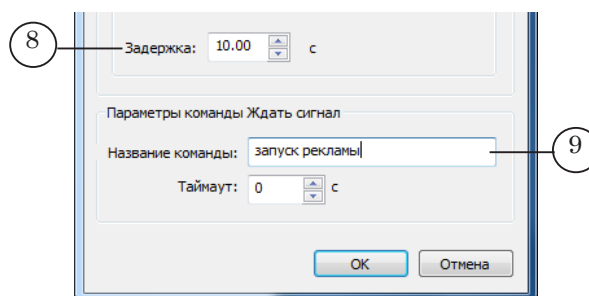 8 Задержка: 10.00 с
Параметры команды Ждать сигнал
Название команды: запуск рекламы 9
Таймаут: 0 с
OK Отмена